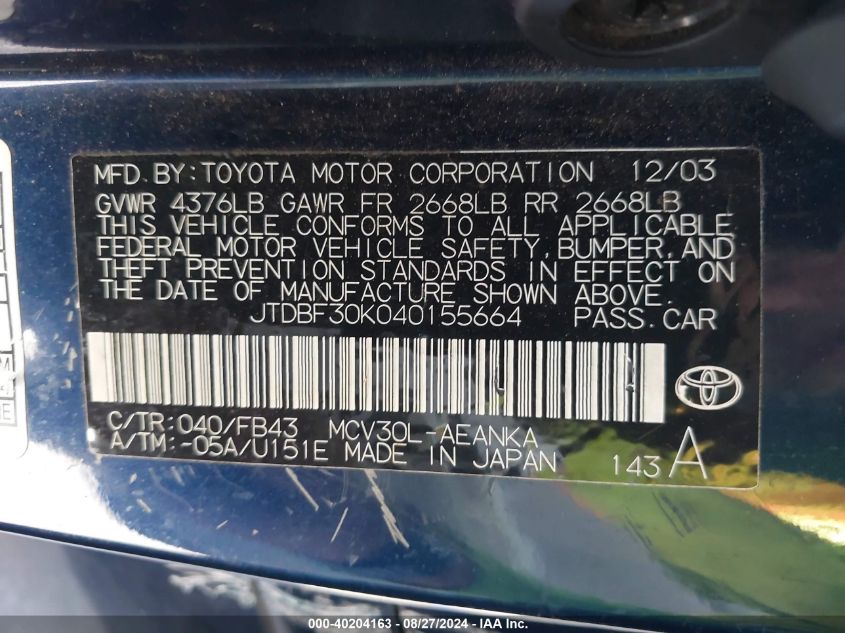 MFD BY: TOYOTA MOTOR CORPORATION 12/03
GVWR 4376LB GAWR FR 2668LB RR 2668LB
THIS VEHICLE CONFORMS TO ALL APPLICABLE
FEDERAL MOTOR VEHICLE SAFETY, BUMPER, AND
THEFT PREVENTION STANDARDS IN EFFECT ON
THE DATE OF MANUFACTURE SHOWN ABOVE.
JTDBF30K040155664 PASS. CAR
C/TR: 040/FB43 MCV30L-AEANKA
A/TM: -05A/U151E MADE IN JAPAN 143 A
000-40204163 - 08/27/2024 - IAA Inc.